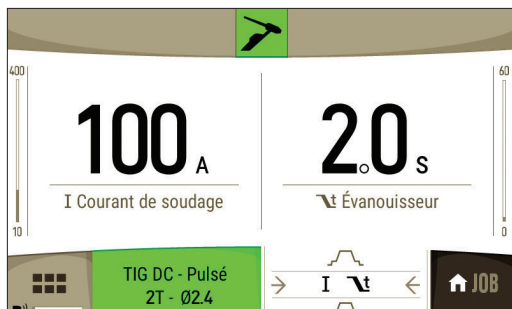 400
60
100 A
2.0 s
I Courant de soudage
t Évanouisseur
10
0
TIG DC - Pulsé
2T - Ø2.4
I t
JOB